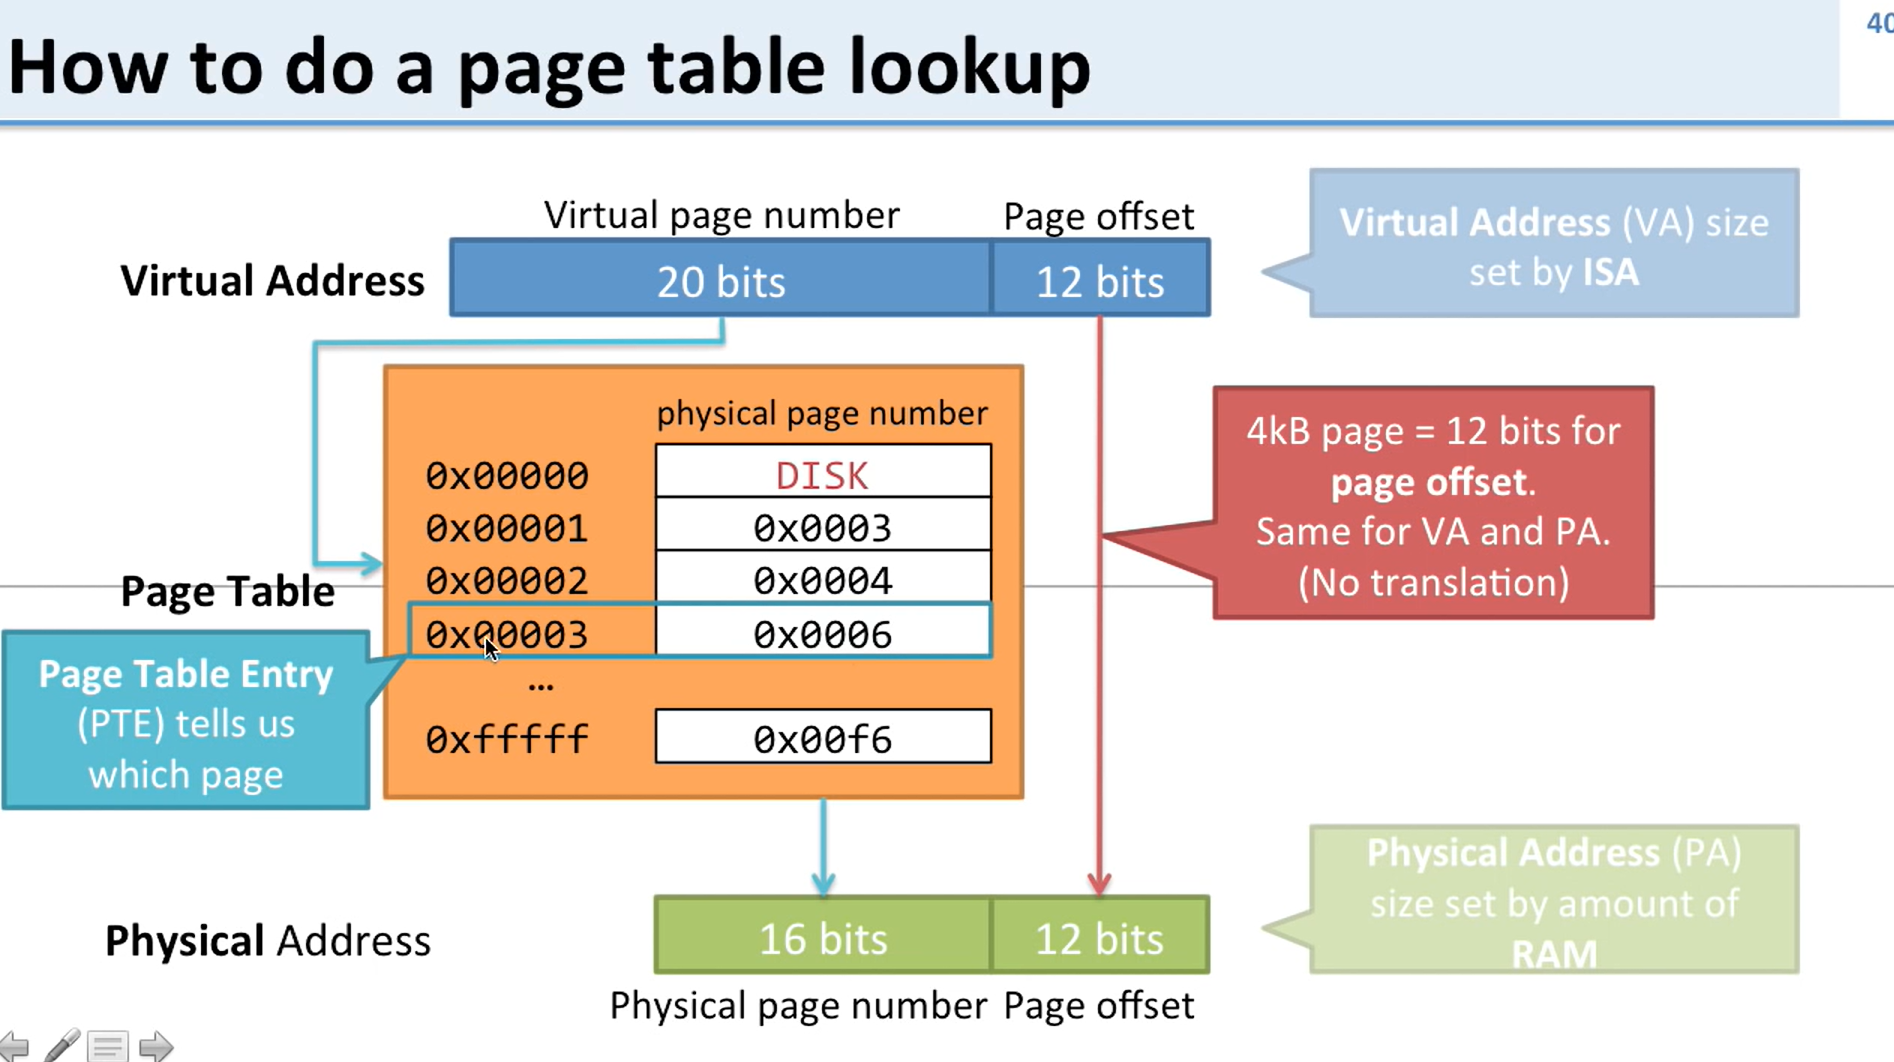 How to do a page table lookup
40
Virtual page number
Page offset
Virtual Address
20 bits
12 bits
Virtual Address (VA) size
set by ISA
physical page number
0x00000
DISK
0x00001
0x0003
0x00002
0x0004
0x00003
0x0006
...
0xfffff
0x00f6
Page Table
Page Table Entry
(PTE) tells us
which page
4kB page = 12 bits for
page offset.
Same for VA and PA.
(No translation)
Physical Address
16 bits
12 bits
Physical page number
Page offset
Physical Address (PA)
size set by amount of
RAM